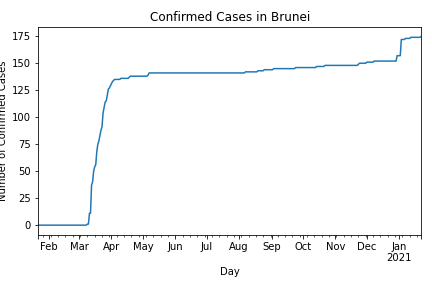 Confirmed Cases in Brunei
Number of Confirmed Cases
175
150
125
100
75
50
25
0
Feb Mar Apr May Jun Jul Aug Sep Oct Nov Dec Jan
2021
Day